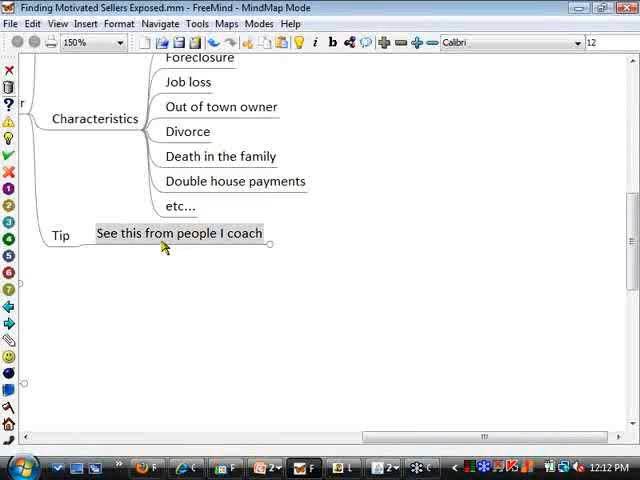 Finding Motivated Sellers Exposed.mm - FreeMind - MindMap Mode
File Edit View Insert Format Navigate Tools Maps Modes Help
150% Calibri 12
r
Foreclosure
Job loss
Out of town owner
Characteristics
Divorce
Death in the family
Double house payments
etc...
Tip
See this from people I coach
F C F 2 F L 2 C 12:12 PM